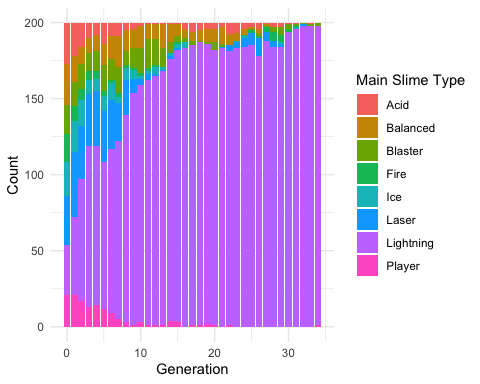 200
150
100
50
0
Count
0 10 20 30
Generation
Main Slime Type
Acid
Balanced
Blaster
Fire
Ice
Laser
Lightning
Player